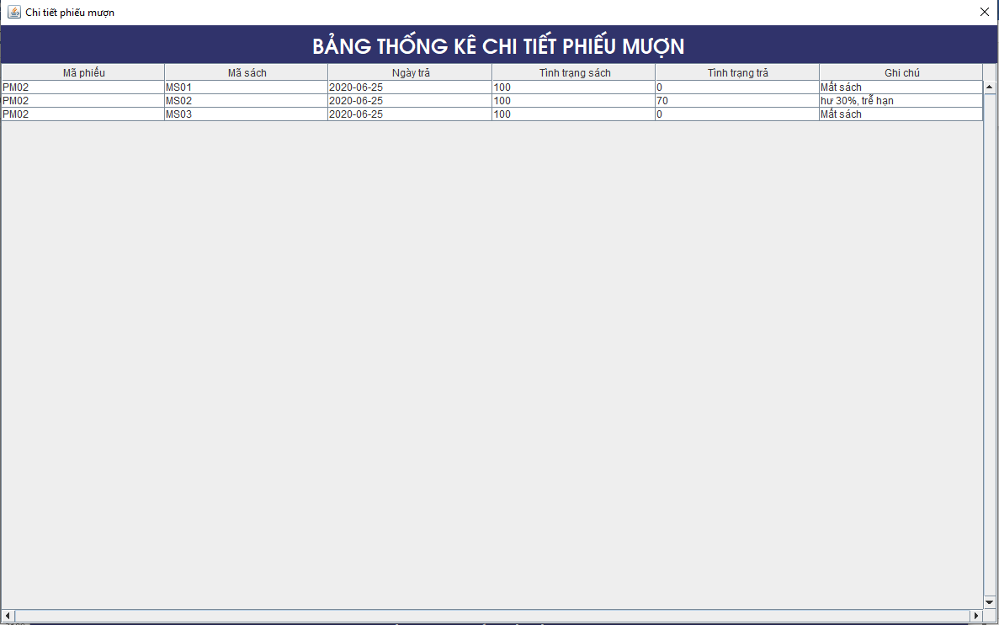 Chi tiết phiếu mượn
BẢNG THỐNG KÊ CHI TIẾT PHIẾU MƯỢN
Mã phiếu Mã sách Ngày trả Tình trạng sách Tình trạng trả Ghi chú
PM02 MS01 2020-06-25 100 0 Mất sách
PM02 MS02 2020-06-25 100 70 hư 30%, trễ hạn
PM02 MS03 2020-06-25 100 0 Mất sách